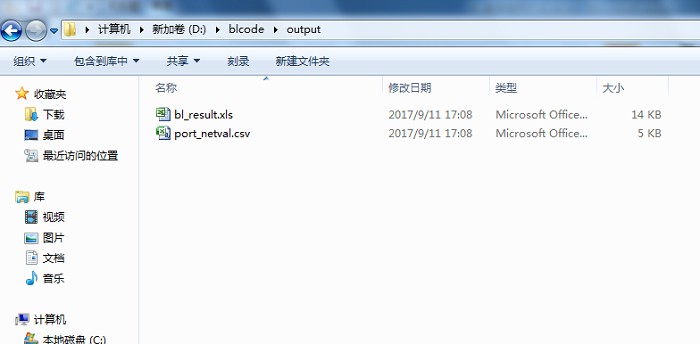 计算机 新加卷 (D:) blcode output
组织 包含到库中 共享 刻录 新建文件夹
名称 修改日期 类型 大小
收藏夹
下载
桌面
最近访问的位置
库
视频
图片
文档
音乐
计算机
本地磁盘 (C:)
bl_result.xls 2017/9/11 17:08 Microsoft Office... 14 KB
port_netval.csv 2017/9/11 17:08 Microsoft Office... 5 KB